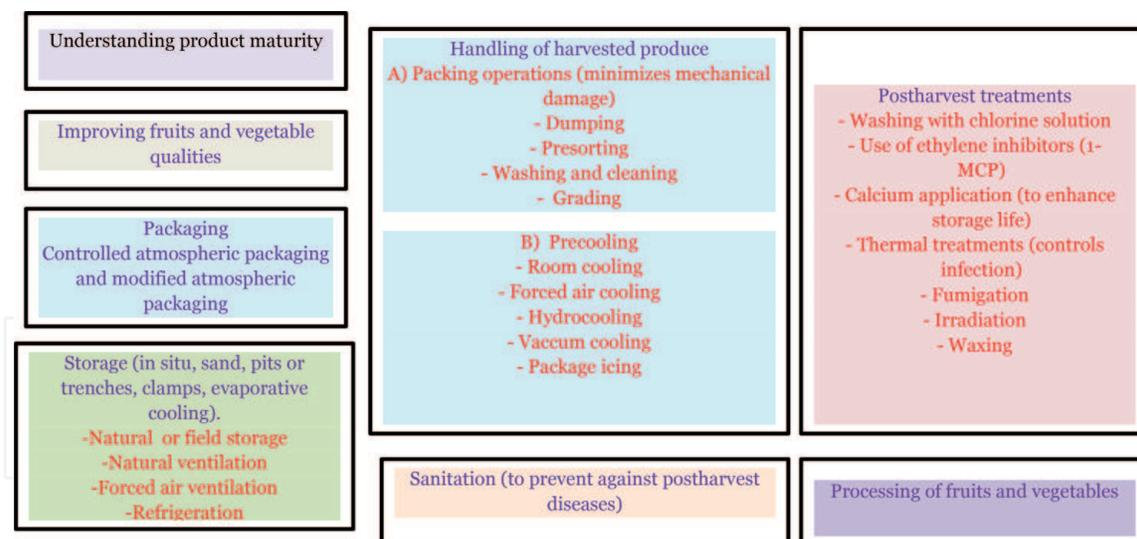 Understanding product maturity
Improving fruits and vegetable
qualities
Packaging
Controlled atmospheric packaging
and modified atmospheric
packaging
Storage (in situ, sand, pits or
trenches, clamps, evaporative
cooling).
-Natural or field storage
-Natural ventilation
-Forced air ventilation
-Refrigeration
Handling of harvested produce
A) Packing operations (minimizes mechanical
damage)
- Dumping
- Presorting
- Washing and cleaning
- Grading
B) Precooling
- Room cooling
- Forced air cooling
- Hydrocooling
- Vaccum cooling
- Package icing
Sanitation (to prevent against postharvest
diseases)
Postharvest treatments
- Washing with chlorine solution
- Use of ethylene inhibitors (1-
MCP)
- Calcium application (to enhance
storage life)
- Thermal treatments (controls
infection)
- Fumigation
- Irradiation
- Waxing
Processing of fruits and vegetables